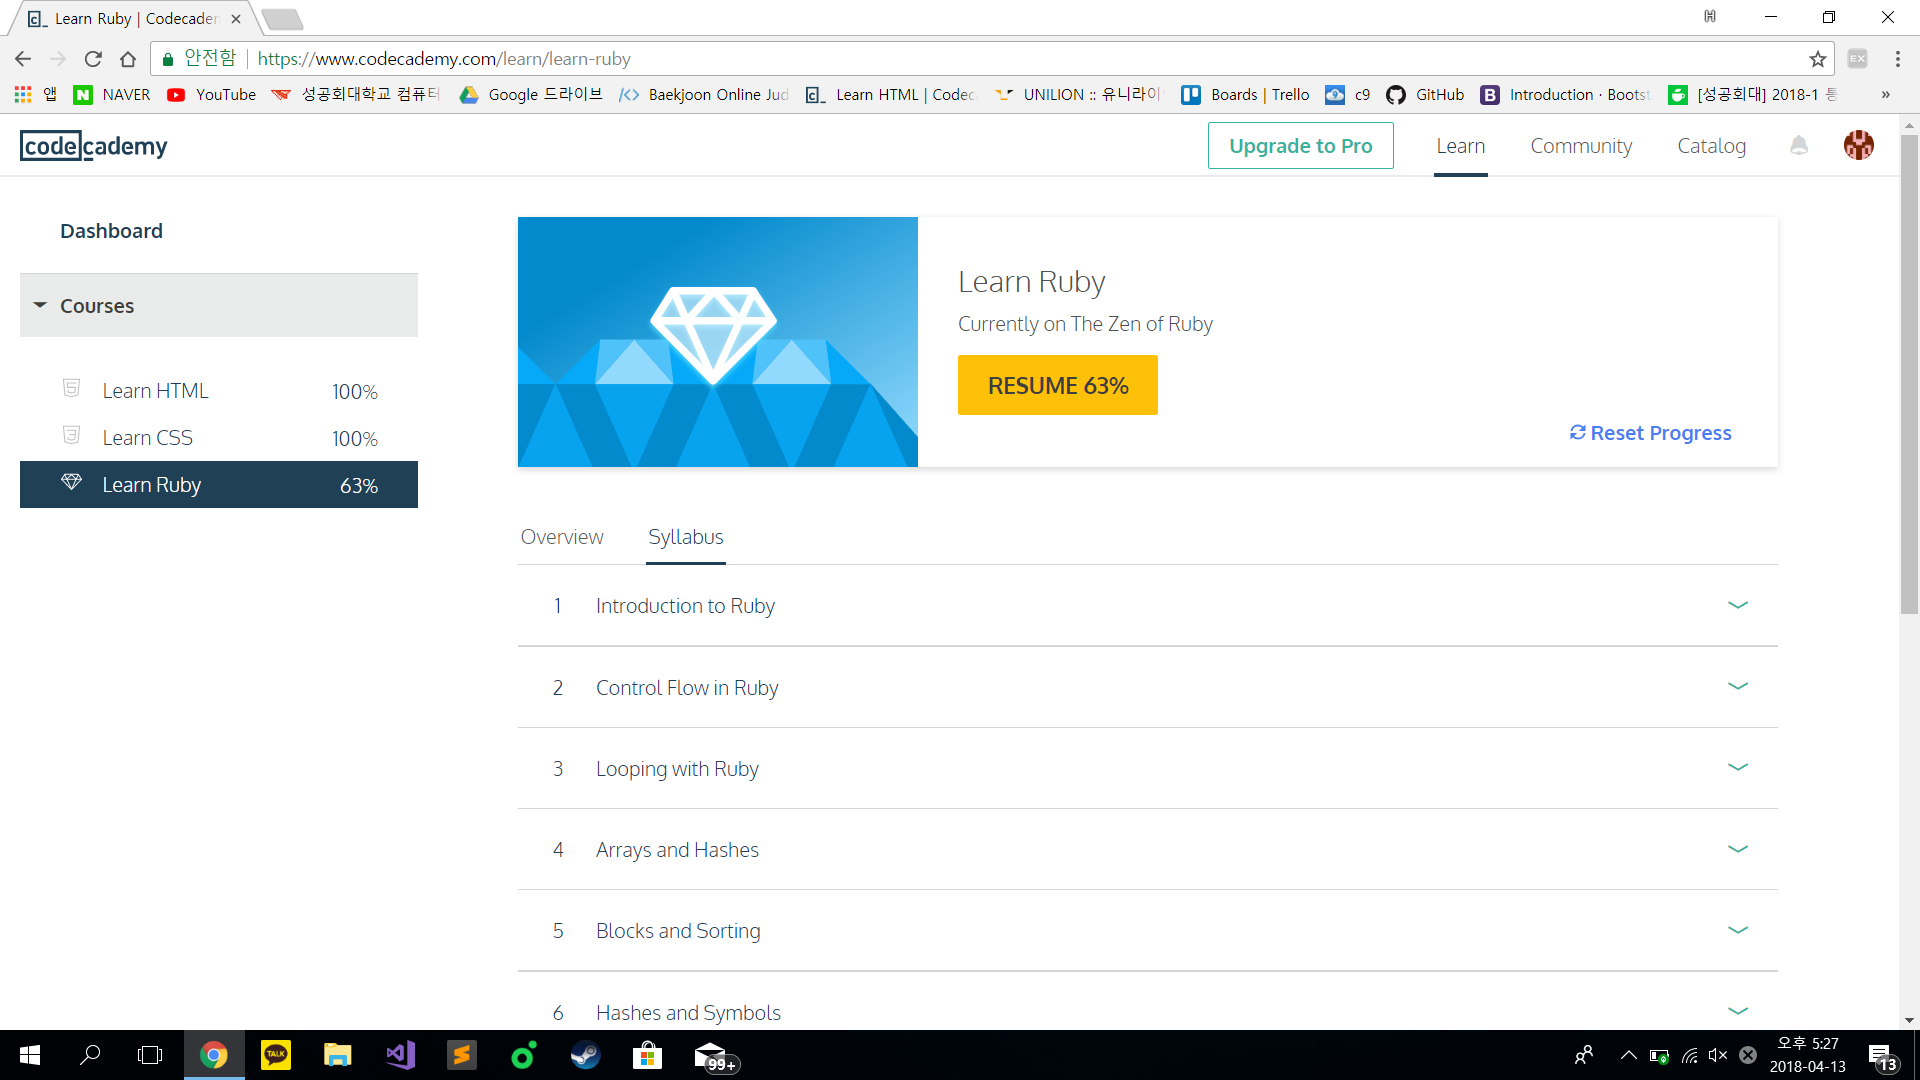 Learn Ruby | Codecader
안전함 https://www.codecademy.com/learn/learn-ruby
앱 NAVER YouTube 성공회대학교 컴퓨터 Google 드라이브 Baekjoon Online Jud Learn HTML | Codec UNILION :: 유니라이 Boards | Trello c9 GitHub Introduction · Boots [성공회대] 2018-1 통 »
codecademy Upgrade to Pro Learn Community Catalog
Dashboard
Courses
Learn HTML 100%
Learn CSS 100%
Learn Ruby 63%
Learn Ruby
Currently on The Zen of Ruby
RESUME 63%
Reset Progress
Overview Syllabus
1 Introduction to Ruby
2 Control Flow in Ruby
3 Looping with Ruby
4 Arrays and Hashes
5 Blocks and Sorting
6 Hashes and Symbols
TALK
99+
오후 5:27
2018-04-13
13